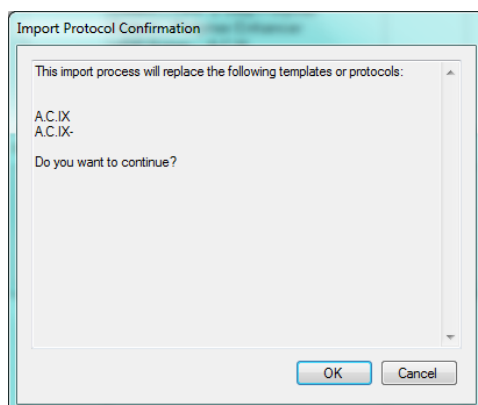 Import Protocol Confirmation
This import process will replace the following templates or protocols:
A.C.IX
A.C.IX-
Do you want to continue?
OK
Cancel